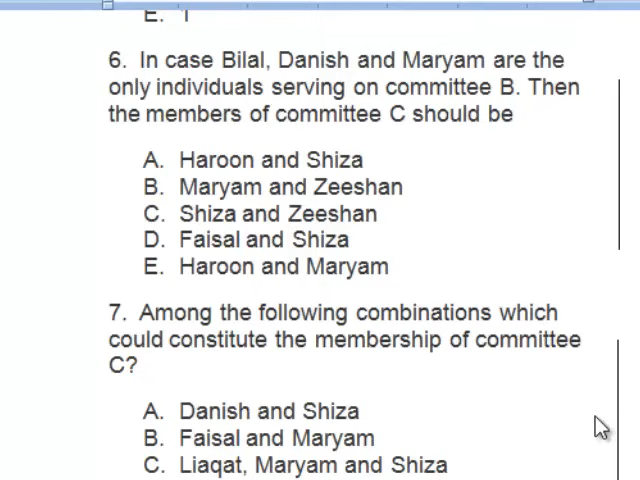 E. 1
6. In case Bilal, Danish and Maryam are the
only individuals serving on committee B. Then
the members of committee C should be
A. Haroon and Shiza
B. Maryam and Zeeshan
C. Shiza and Zeeshan
D. Faisal and Shiza
E. Haroon and Maryam
7. Among the following combinations which
could constitute the membership of committee
C?
A. Danish and Shiza
B. Faisal and Maryam
C. Liaqat, Maryam and Shiza